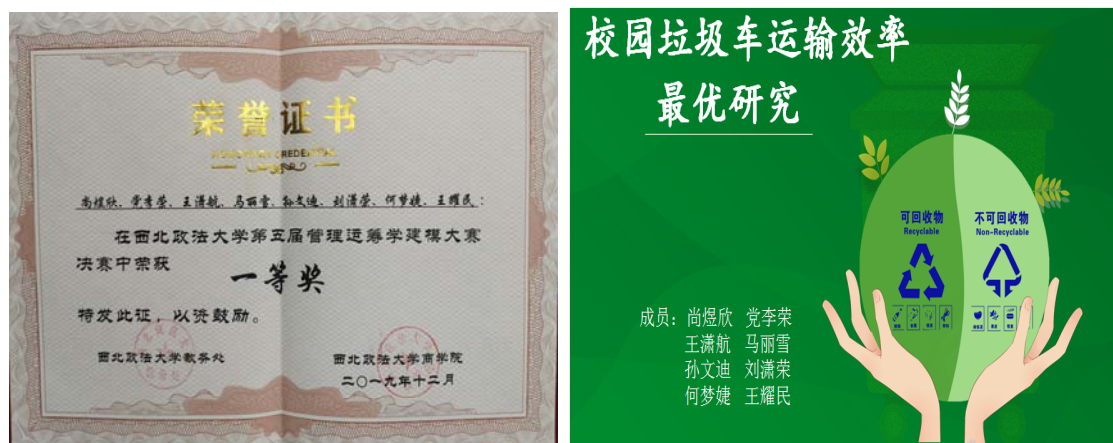 荣誉证书
尚煜欣、党李荣、王潇航、马丽雪、孙文迪、刘潇荣、何梦婕、王耀民：
在西北政法大学第五届管理运筹学建模大赛
决赛中荣获
一等奖
特发此证，以资鼓励。
西北政法大学教务处
西北政法大学商学院
二〇一九年十二月
校园垃圾车运输效率
最优研究
可回收物
Recyclable
不可回收物
Non-Recyclable
成员：尚煜欣 党李荣
王潇航 马丽雪
孙文迪 刘潇荣
何梦婕 王耀民